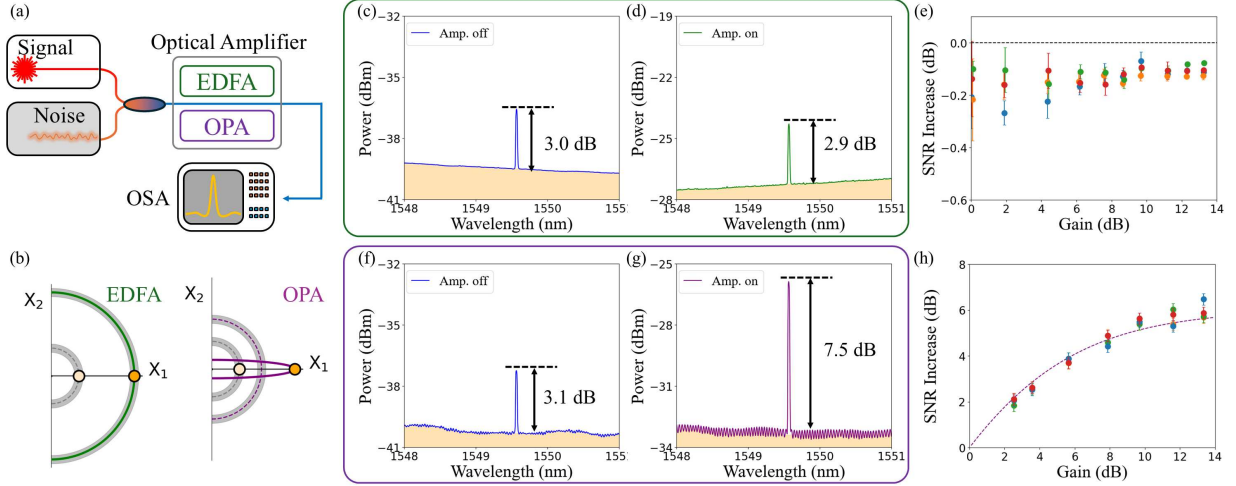 (a)
Signal
Noise
Optical Amplifier
EDFA
OPA
OSA
(b)
X2
EDFA
X1
X2
OPA
X1
(c)
−32
−35
−38
−41
Power (dBm)
Amp. off
3.0 dB
1548
1549
1550
155
Wavelength (nm)
(d)
−19
−22
−25
−28
Power (dBm)
Amp. on
2.9 dB
1548
1549
1550
1551
Wavelength (nm)
(e)
0.0
−0.2
−0.4
−0.6
SNR Increase (dB)
0
2
4
6
8
10
12
14
Gain (dB)
(f)
−32
−35
−38
−41
Power (dBm)
Amp. off
3.1 dB
1548
1549
1550
155
Wavelength (nm)
(g)
−25
−28
−31
−34
Power (dBm)
Amp. on
7.5 dB
1548
1549
1550
1551
Wavelength (nm)
(h)
8
6
4
2
0
SNR Increase (dB)
0
2
4
6
8
10
12
14
Gain (dB)